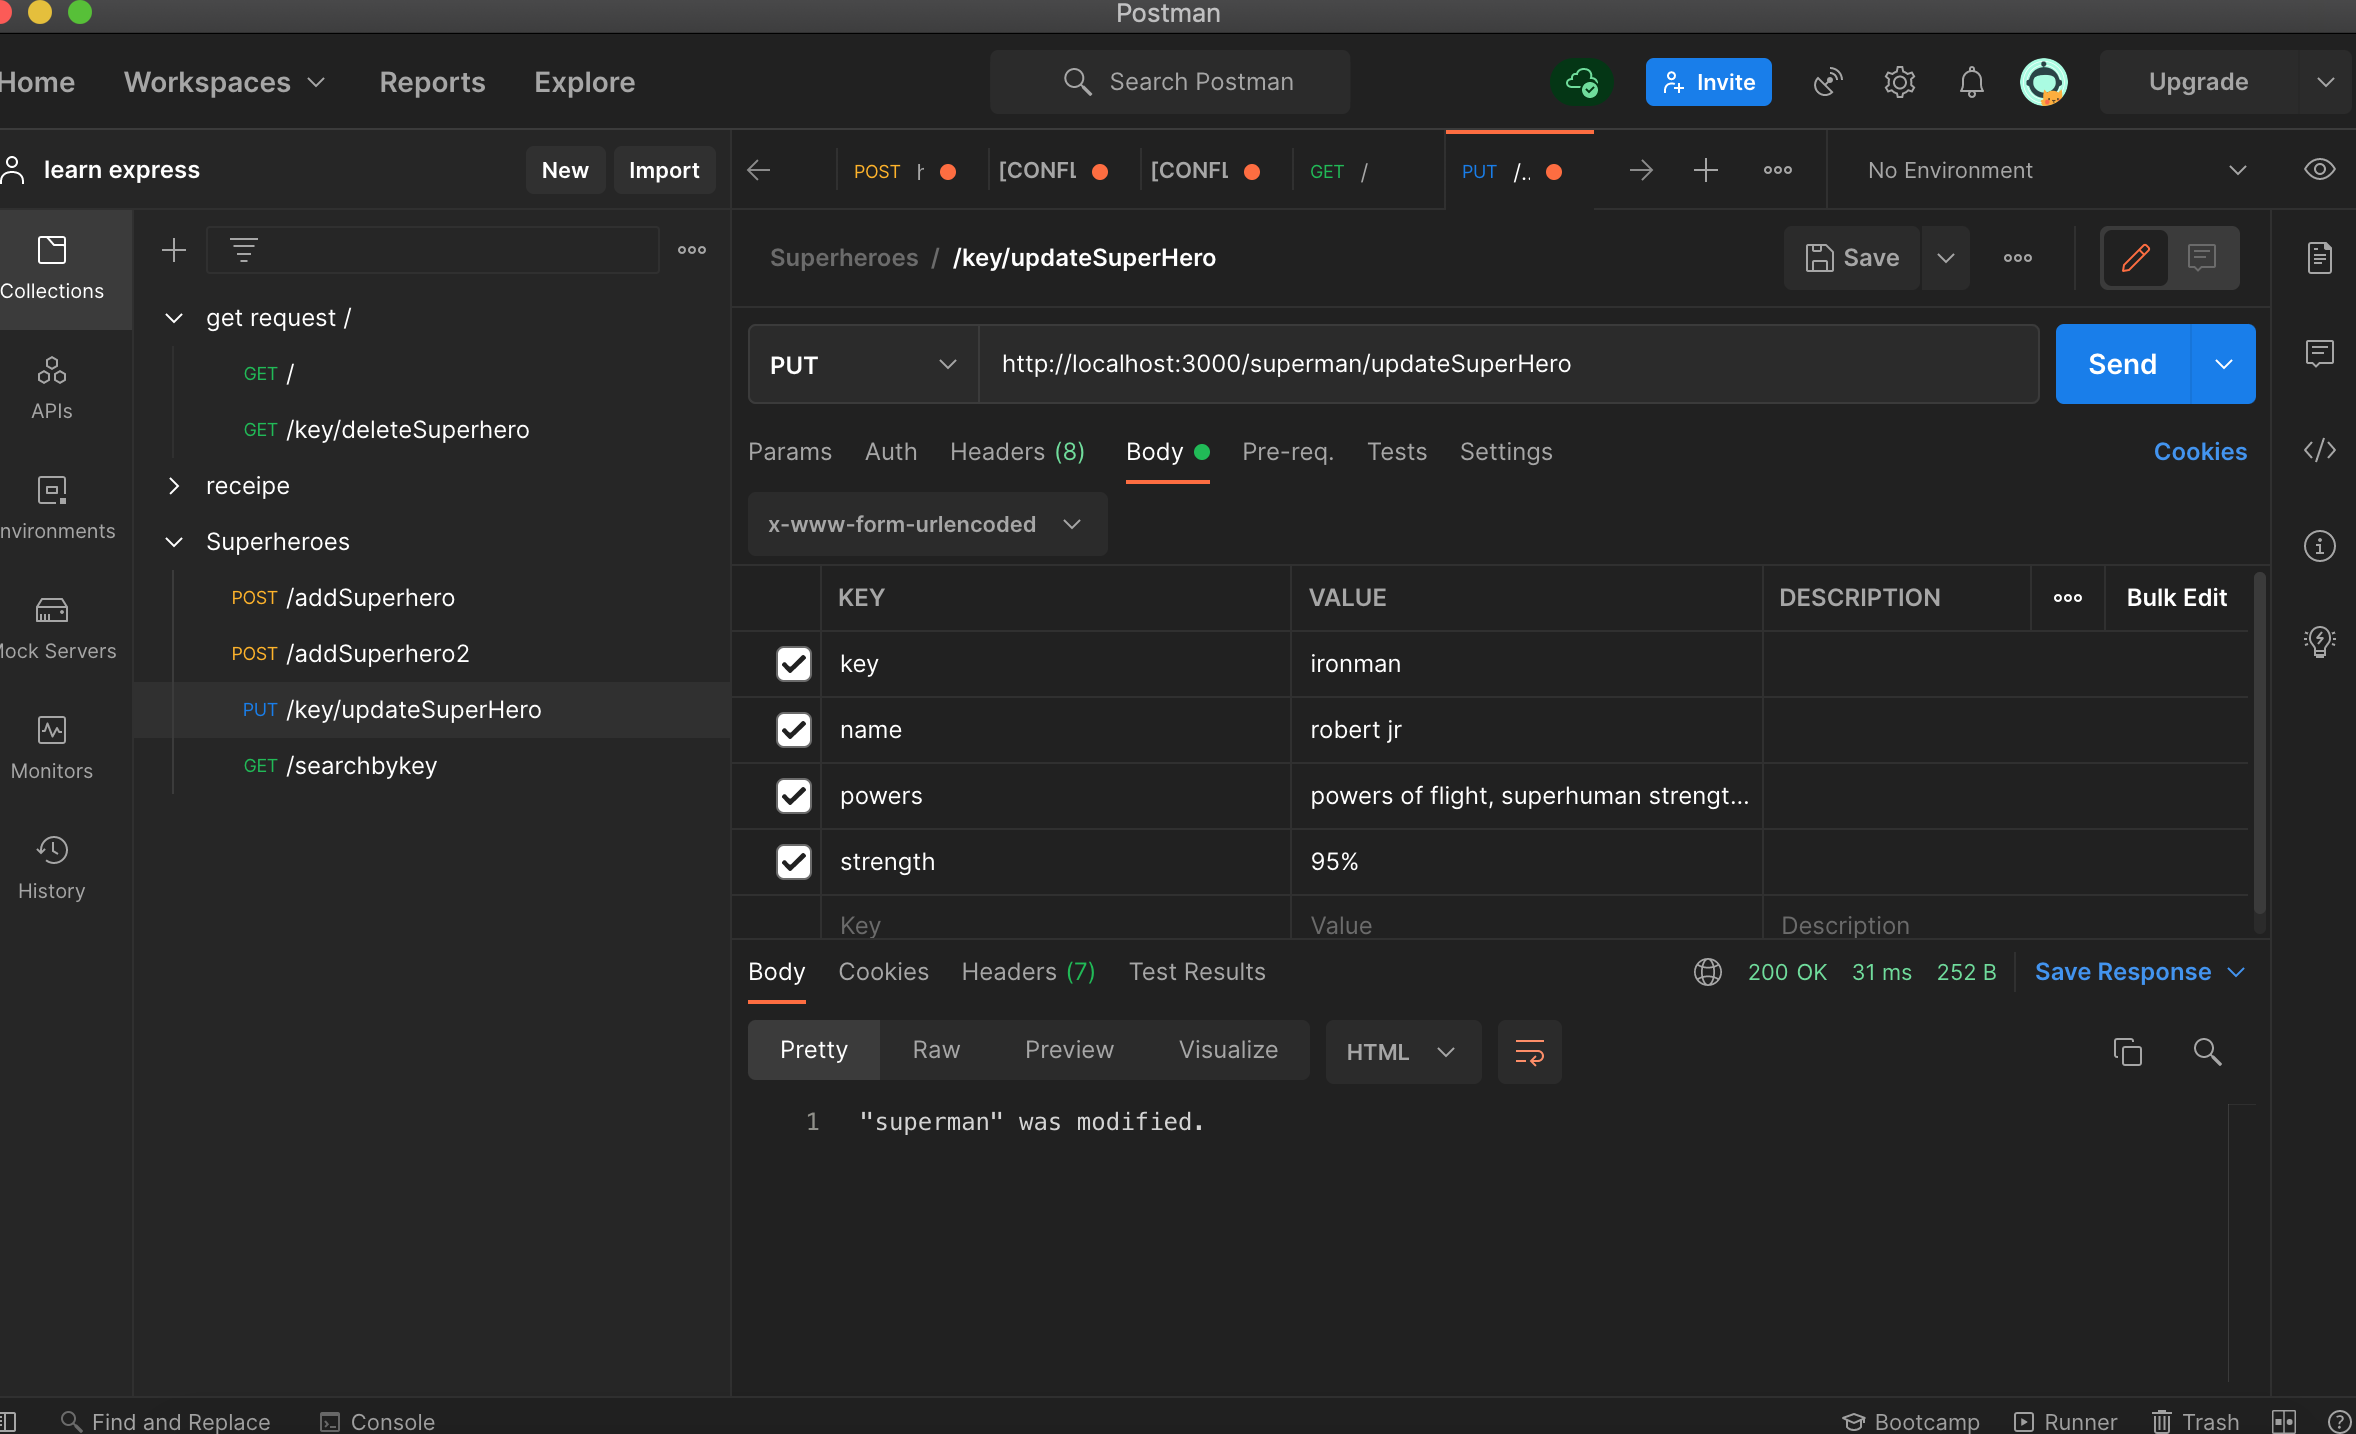 Postman
Home Workspaces Reports Explore Search Postman Invite Upgrade
learn express New Import
POST [CONFL [CONFL GET / PUT /.. No Environment
Collections
APIs
nvironments
Mock Servers
Monitors
History
get request /
GET /
GET /key/deleteSuperhero
receipe
Superheroes
POST /addSuperhero
POST /addSuperhero2
PUT /key/updateSuperHero
GET /searchbykey
Superheroes / /key/updateSuperHero Save
PUT http://localhost:3000/superman/updateSuperHero Send
Params Auth Headers (8) Body Pre-req. Tests Settings Cookies
x-www-form-urlencoded
KEY VALUE DESCRIPTION Bulk Edit
key ironman
name robert jr
powers powers of flight, superhuman strengt...
strength 95%
Key Value Description
Body Cookies Headers (7) Test Results 200 OK 31 ms 252 B Save Response
Pretty Raw Preview Visualize HTML
1 "superman" was modified.
Find and Replace Console Bootcamp Runner Trash